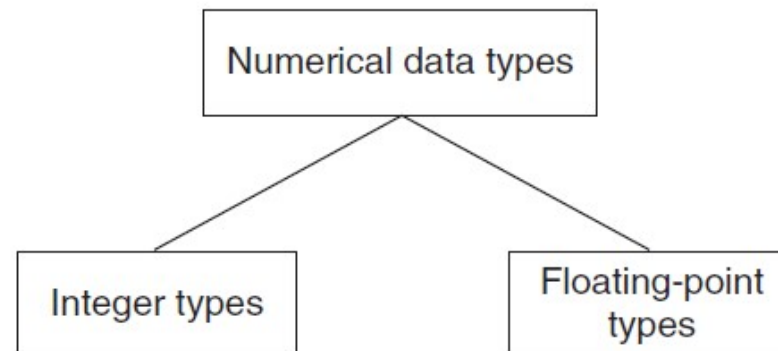 Numerical data types
Integer types
Floating-point
types